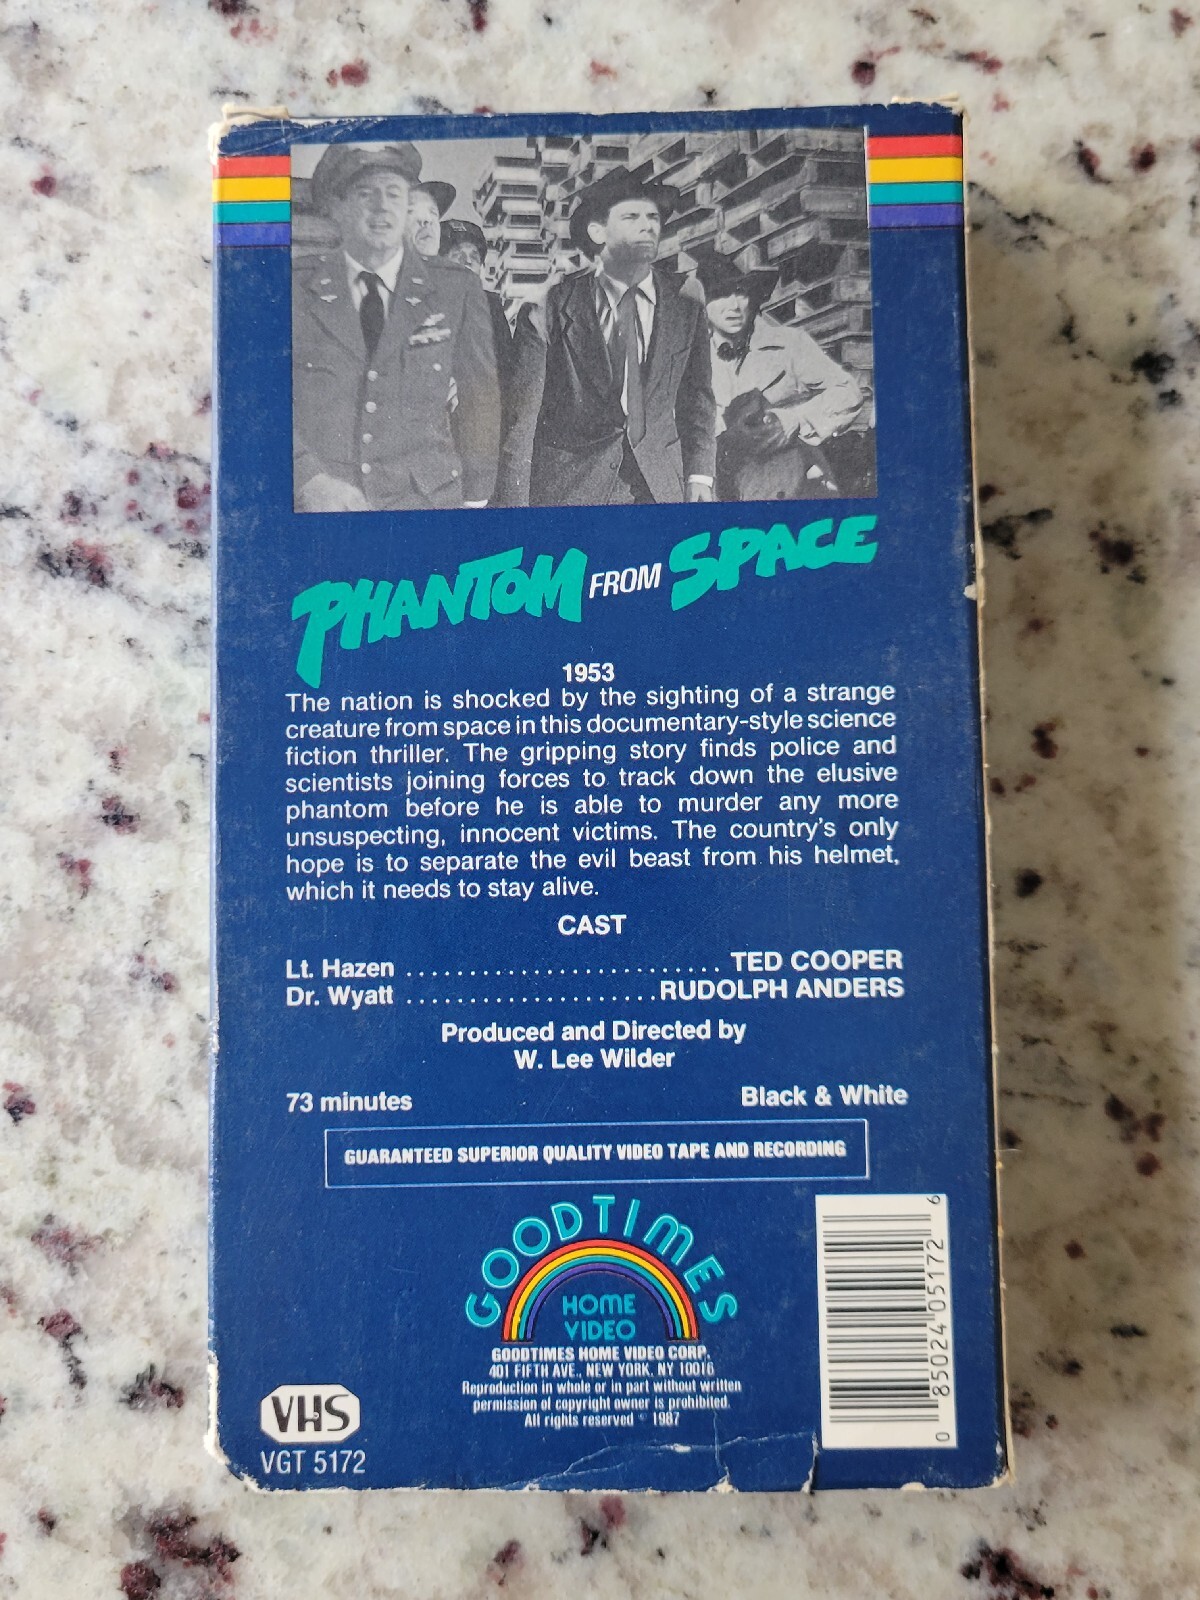 PHANTOM FROM SPACE
1953
The nation is shocked by the sighting of a strange
creature from space in this documentary-style science
fiction thriller. The gripping story finds police and
scientists joining forces to track down the elusive
phantom before he is able to murder any more
unsuspecting, innocent victims. The country's only
hope is to separate the evil beast from his helmet,
which it needs to stay alive.
CAST
Lt. Hazen ......................... TED COOPER
Dr. Wyatt ....................RUDOLPH ANDERS
Produced and Directed by
W. Lee Wilder
73 minutes Black & White
GUARANTEED SUPERIOR QUALITY VIDEO TAPE AND RECORDING
GOODTIMES
HOME
VIDEO
GOODTIMES HOME VIDEO CORP.
401 FIFTH AVE., NEW YORK, NY 10016
Reproduction in whole or in part without written
permission of copyright owner is prohibited.
All rights reserved © 1987
VHS
VGT 5172
0 85024 05172 6